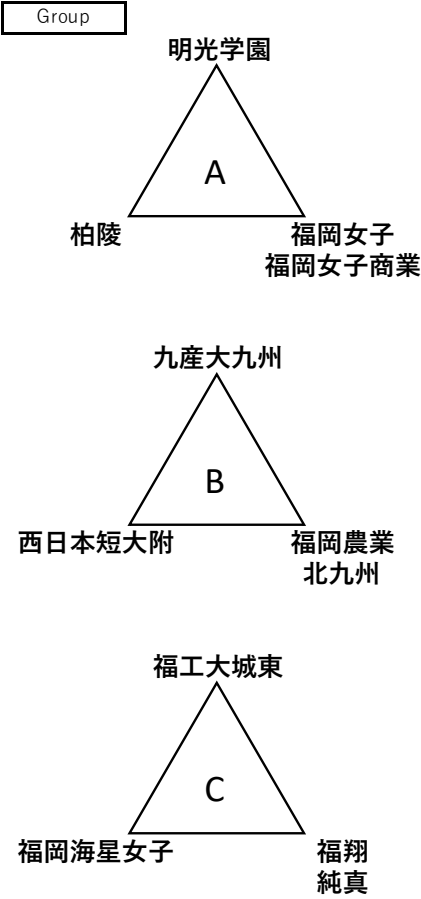 Group
明光学園
A
柏陵
福岡女子
福岡女子商業
九産大九州
B
西日本短大附
福岡農業
北九州
福工大城東
C
福岡海星女子
福翔
純真